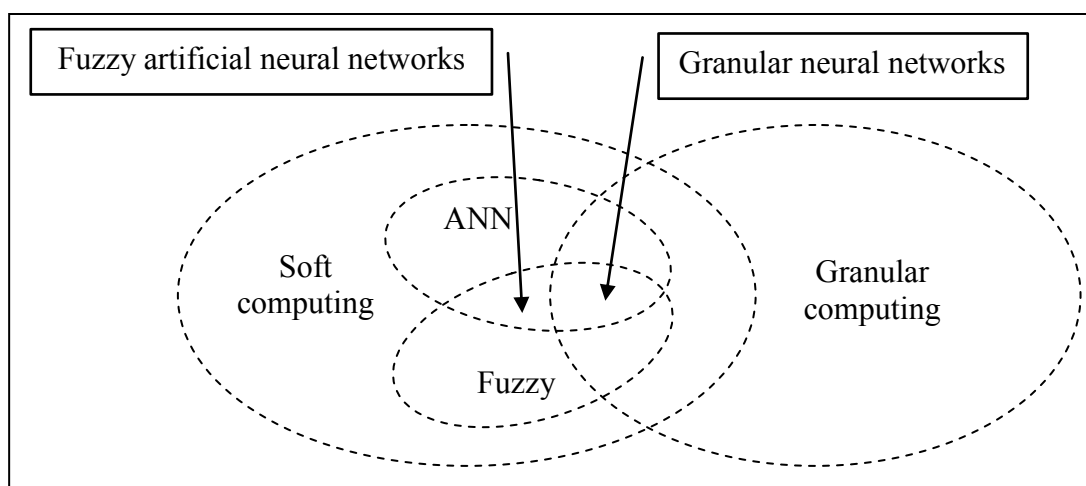 Fuzzy artificial neural networks
Granular neural networks
ANN
Soft
computing
Granular
computing
Fuzzy